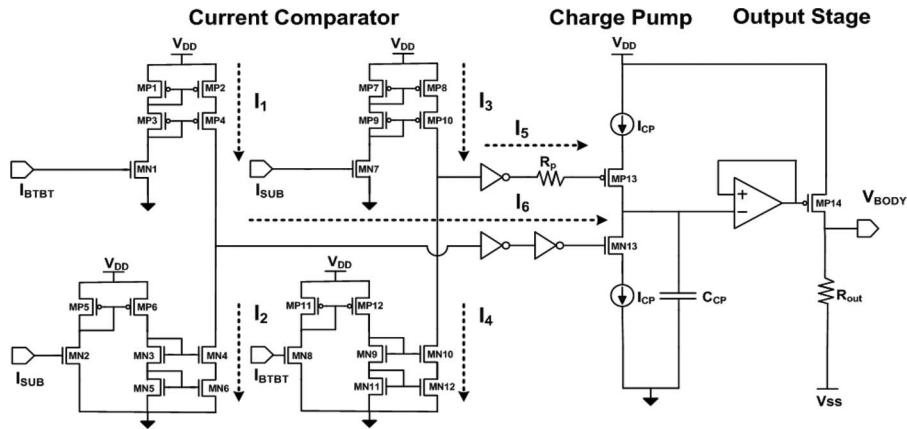 Current Comparator
Charge Pump
Output Stage
VDD
VDD
VDD
MP1
MP2
MP3
MP4
I1
MN1
IBTBT
MP7
MP8
MP9
MP10
I3
MN7
ISUB
I5
Rp
I6
ICP
MP13
MN13
ICP
CCP
+
−
MP14
VBODY
Rout
Vss
VDD
MP5
MP6
I2
MN2
ISUB
MN3
MN4
MN5
MN6
VDD
MP11
MP12
I4
MN8
IBTBT
MN9
MN10
MN11
MN12